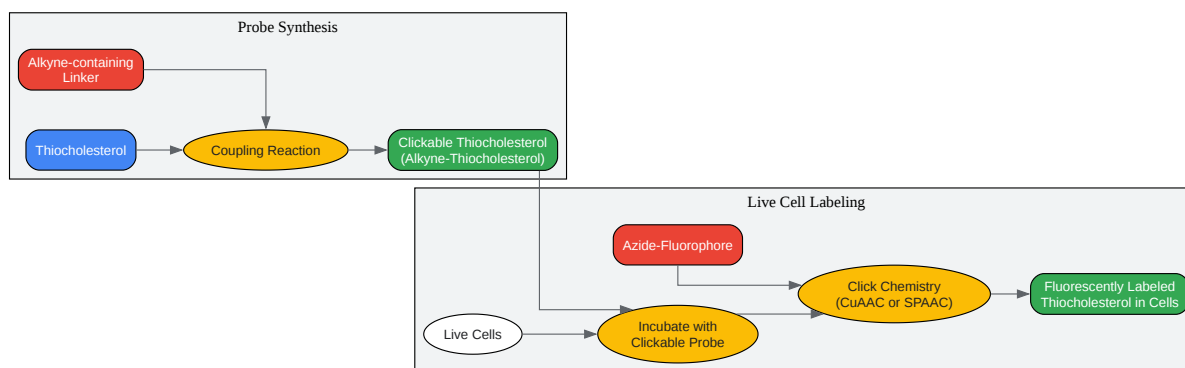 Probe Synthesis
Alkyne-containing
Linker
Thiocholesterol
Coupling Reaction
Clickable Thiocholesterol
(Alkyne-Thiocholesterol)
Live Cell Labeling
Azide-Fluorophore
Click Chemistry
(CuAAC or SPAAC)
Fluorescently Labeled
Thiocholesterol in Cells
Live Cells
Incubate with
Clickable Probe